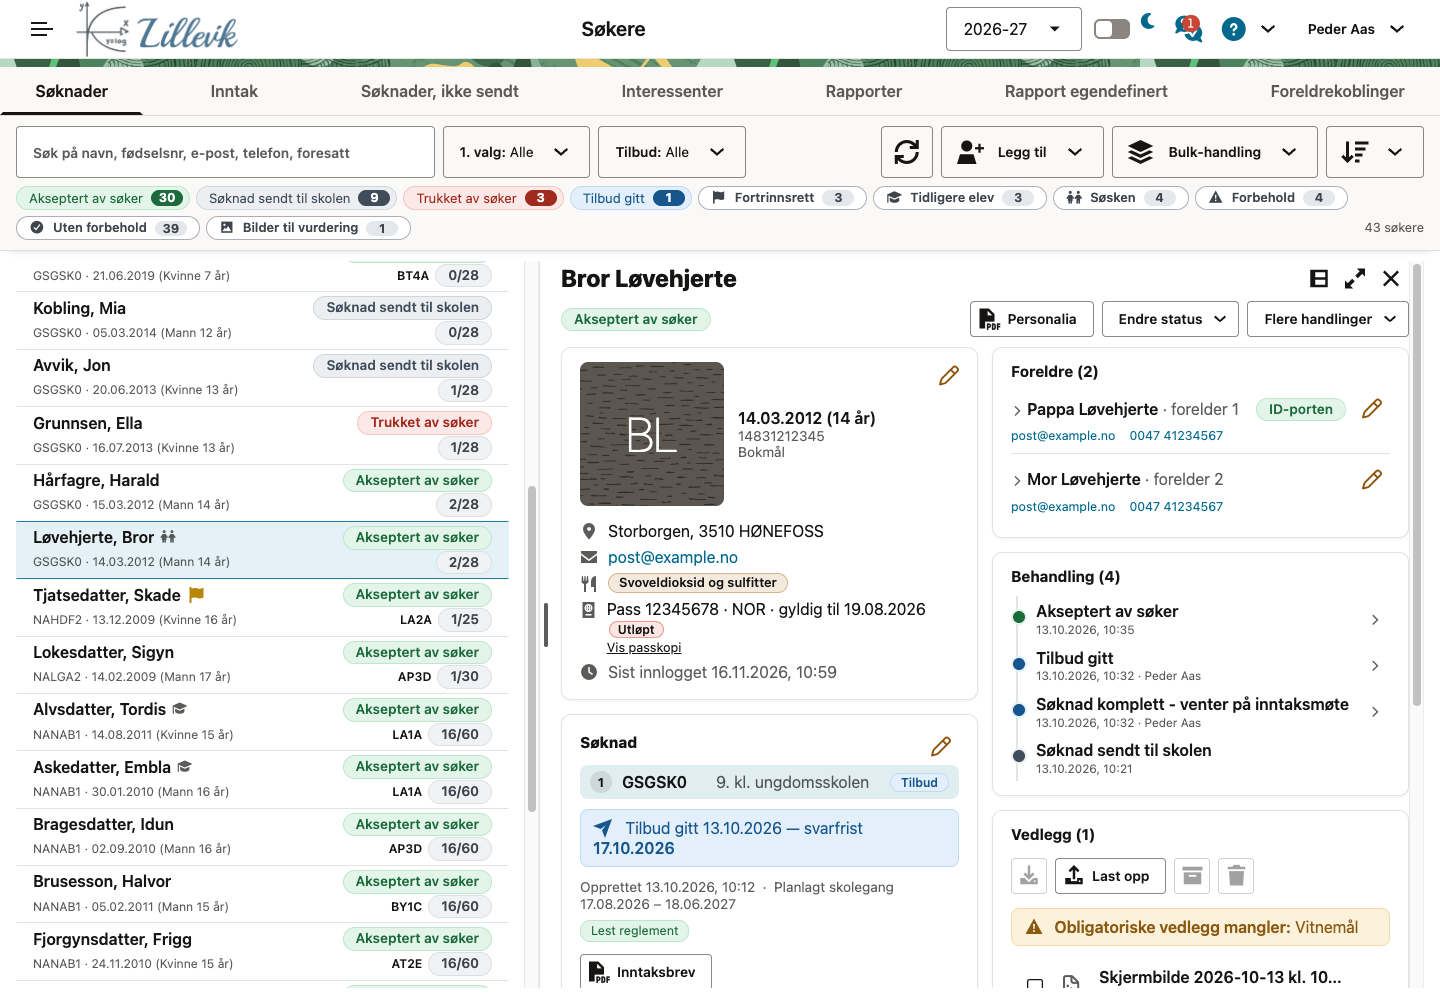 Lillevik
Søkere
2026-27
1
?
Peder Aas
Søknader
Inntak
Søknader, ikke sendt
Interessenter
Rapporter
Rapport egendefinert
Foreldrekoblinger
Søk på navn, fødselsnr, e-post, telefon, foresatt
1. valg: Alle
Tilbud: Alle
Legg til
Bulk-handling
Akseptert av søker 30
Søknad sendt til skolen 9
Trukket av søker 3
Tilbud gitt 1
Fortrinnsrett 3
Tidligere elev 3
Søsken 4
Forbehold 4
Uten forbehold 39
Bilder til vurdering 1
43 søkere
GSGSK0 · 21.06.2019 (Kvinne 7 år) BT4A 0/28
Kobling, Mia Søknad sendt til skolen
GSGSK0 · 05.03.2014 (Mann 12 år) 0/28
Avvik, Jon Søknad sendt til skolen
GSGSK0 · 20.06.2013 (Kvinne 13 år) 1/28
Grunnsen, Ella Trukket av søker
GSGSK0 · 16.07.2013 (Kvinne 13 år) 1/28
Hårfagre, Harald Akseptert av søker
GSGSK0 · 15.03.2012 (Mann 14 år) 2/28
Løvehjerte, Bror Akseptert av søker
GSGSK0 · 14.03.2012 (Mann 14 år) 2/28
Tjatsedatter, Skade Akseptert av søker
NAHDF2 · 13.12.2009 (Kvinne 16 år) LA2A 1/25
Lokesdatter, Sigyn Akseptert av søker
NALGA2 · 14.02.2009 (Mann 17 år) AP3D 1/30
Alvsdatter, Tordis Akseptert av søker
NANAB1 · 14.08.2011 (Kvinne 15 år) LA1A 16/60
Askedatter, Embla Akseptert av søker
NANAB1 · 30.01.2010 (Mann 16 år) LA1A 16/60
Bragesdatter, Idun Akseptert av søker
NANAB1 · 02.09.2010 (Mann 16 år) AP3D 16/60
Brusesson, Halvor Akseptert av søker
NANAB1 · 05.02.2011 (Mann 15 år) BY1C 16/60
Fjorgynsdatter, Frigg Akseptert av søker
NANAB1 · 24.11.2010 (Kvinne 15 år) AT2E 16/60
Bror Løvehjerte
Akseptert av søker
PDF Personalia
Endre status
Flere handlinger
BL
14.03.2012 (14 år)
14831212345
Bokmål
Storborgen, 3510 HØNEFOSS
post@example.no
Svoveldioksid og sulfitter
Pass 12345678 · NOR · gyldig til 19.08.2026
Utløpt
Vis passkopi
Sist innlogget 16.11.2026, 10:59
Søknad
1 GSGSK0 9. kl. ungdomsskolen Tilbud
Tilbud gitt 13.10.2026 — svarfrist
17.10.2026
Opprettet 13.10.2026, 10:12 · Planlagt skolegang
17.08.2026 – 18.06.2027
Lest reglement
PDF Inntaksbrev
Foreldre (2)
Pappa Løvehjerte · forelder 1 ID-porten
post@example.no 0047 41234567
Mor Løvehjerte · forelder 2
post@example.no 0047 41234567
Behandling (4)
Akseptert av søker
13.10.2026, 10:35
Tilbud gitt
13.10.2026, 10:32 · Peder Aas
Søknad komplett - venter på inntaksmøte
13.10.2026, 10:32 · Peder Aas
Søknad sendt til skolen
13.10.2026, 10:21
Vedlegg (1)
Last opp
Obligatoriske vedlegg mangler: Vitnemål
Skjermbilde 2026-10-13 kl. 10...